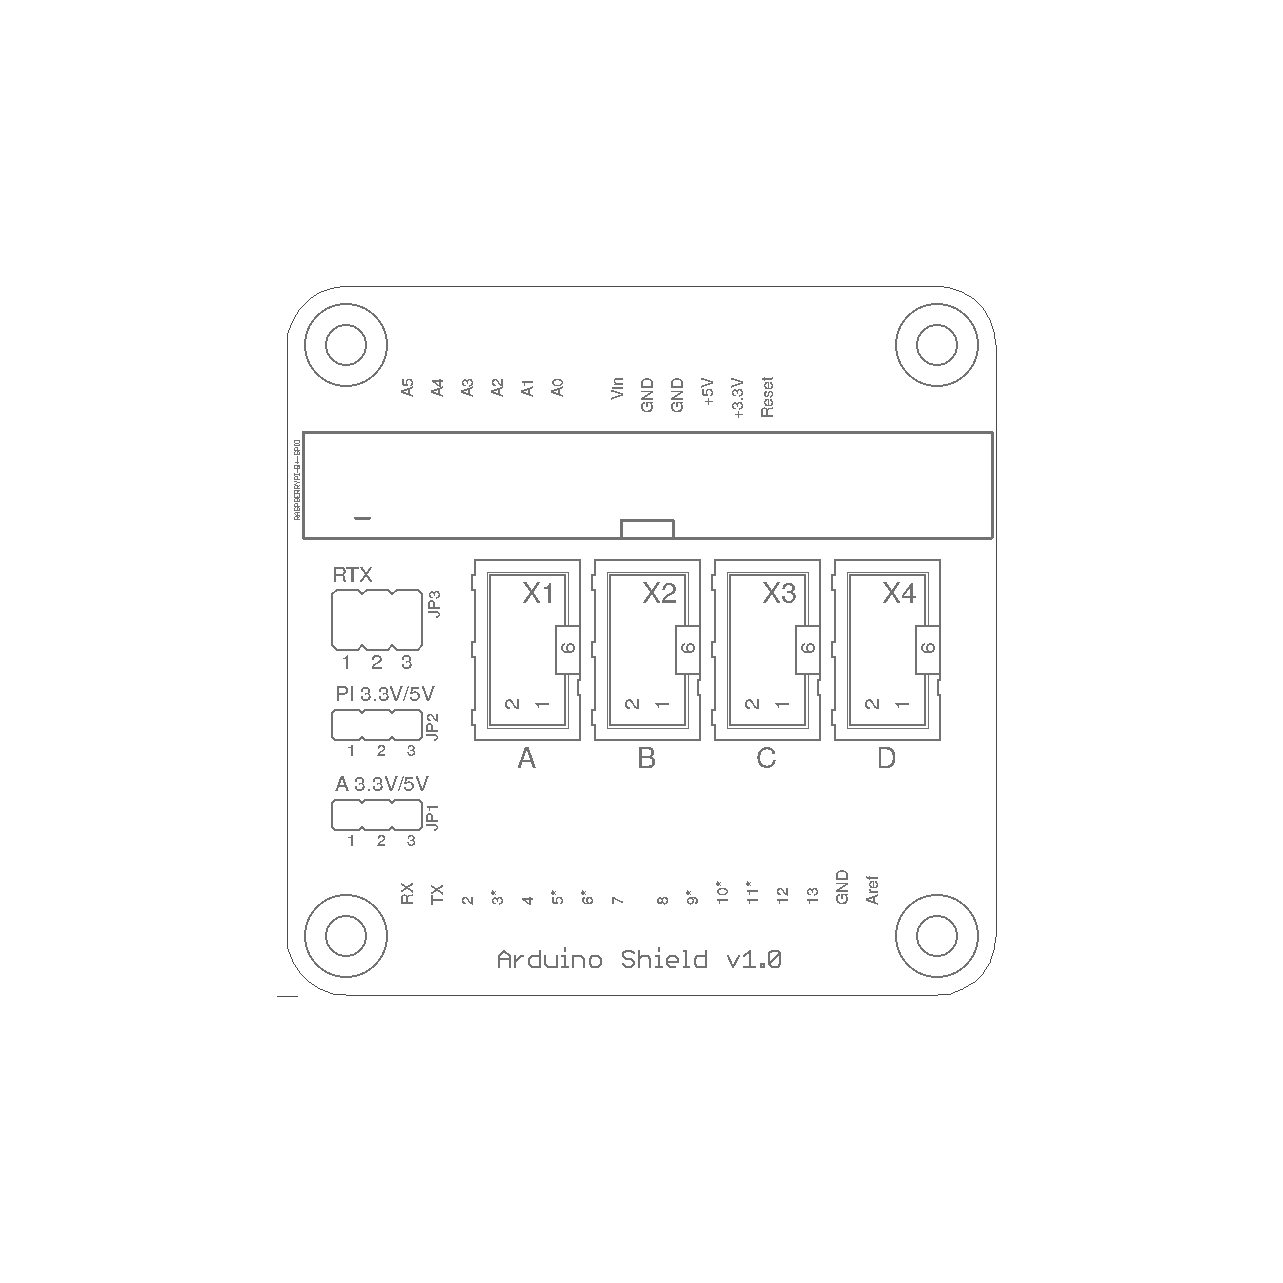 A5 A4 A3 A2 A1 A0 Vin GND GND +5V +3.3V Reset
RASPBERRYPI-B+-GPIO
RTX
JP3
1 2 3
PI 3.3V/5V
JP2
1 2 3
A 3.3V/5V
JP1
1 2 3
X1 X2 X3 X4
6 6 6 6
2 1 2 1 2 1 2 1
A B C D
RX TX 2 3* 4 5* 6* 7 8 9* 10* 11* 12 13 GND Aref
Arduino Shield v1.0